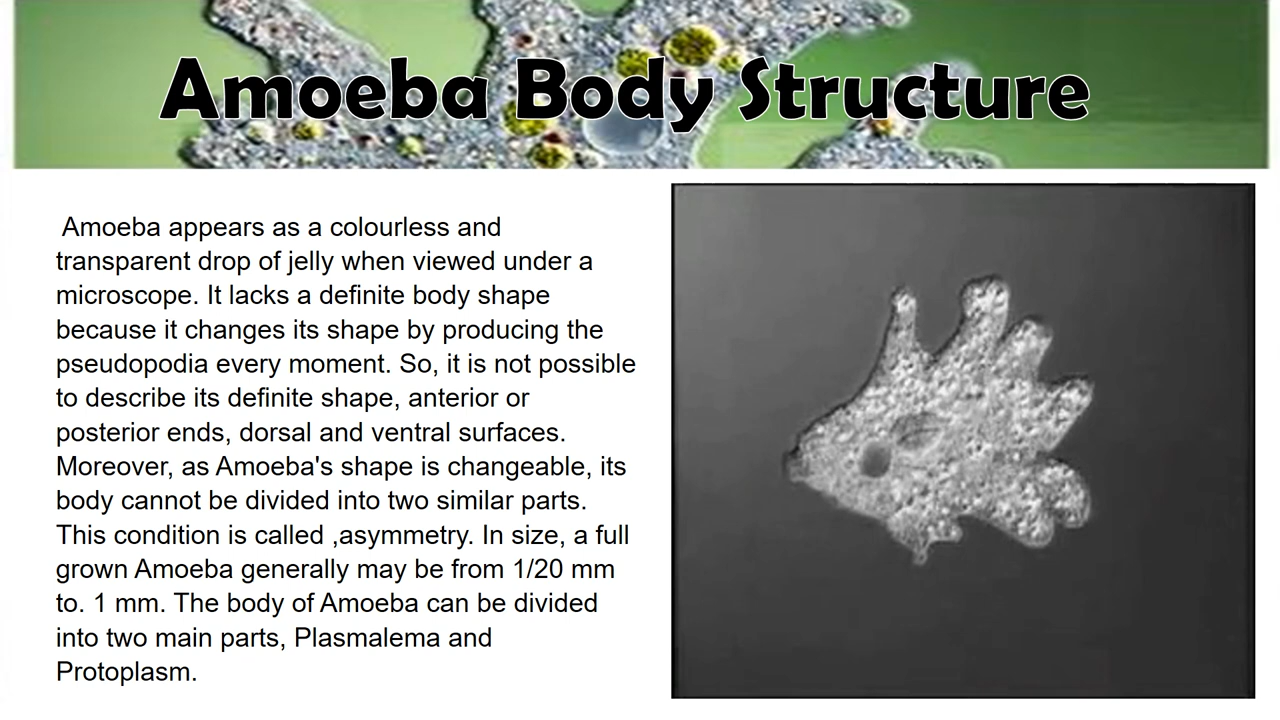 Amoeba Body Structure
Amoeba appears as a colourless and
transparent drop of jelly when viewed under a
microscope. It lacks a definite body shape
because it changes its shape by producing the
pseudopodia every moment. So, it is not possible
to describe its definite shape, anterior or
posterior ends, dorsal and ventral surfaces.
Moreover, as Amoeba's shape is changeable, its
body cannot be divided into two similar parts.
This condition is called ,asymmetry. In size, a full
grown Amoeba generally may be from 1/20 mm
to. 1 mm. The body of Amoeba can be divided
into two main parts, Plasmalema and
Protoplasm.